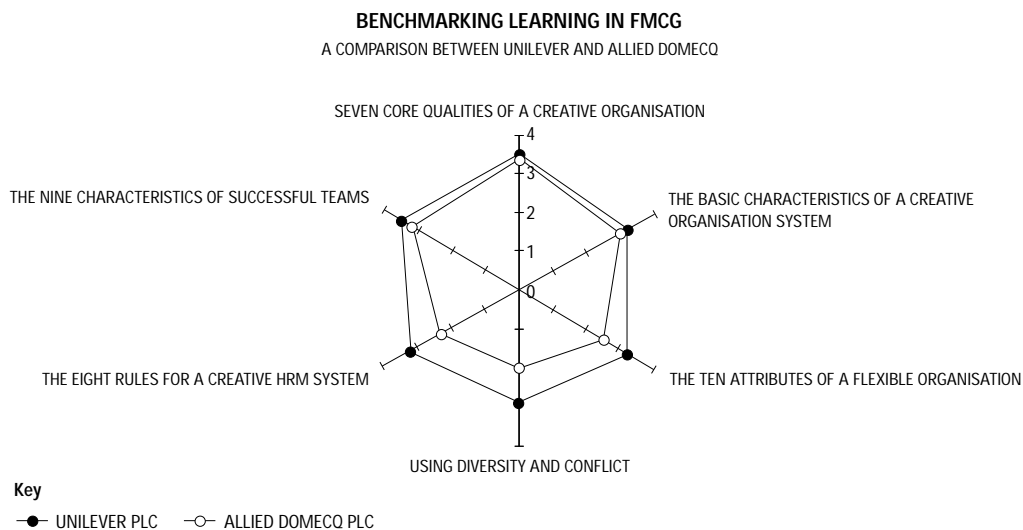 BENCHMARKING LEARNING IN FMCG
A COMPARISON BETWEEN UNILEVER AND ALLIED DOMECQ
SEVEN CORE QUALITIES OF A CREATIVE ORGANISATION
4
3
2
1
0
THE NINE CHARACTERISTICS OF SUCCESSFUL TEAMS
THE BASIC CHARACTERISTICS OF A CREATIVE
ORGANISATION SYSTEM
THE EIGHT RULES FOR A CREATIVE HRM SYSTEM
THE TEN ATTRIBUTES OF A FLEXIBLE ORGANISATION
USING DIVERSITY AND CONFLICT
Key
UNILEVER PLC
ALLIED DOMECQ PLC